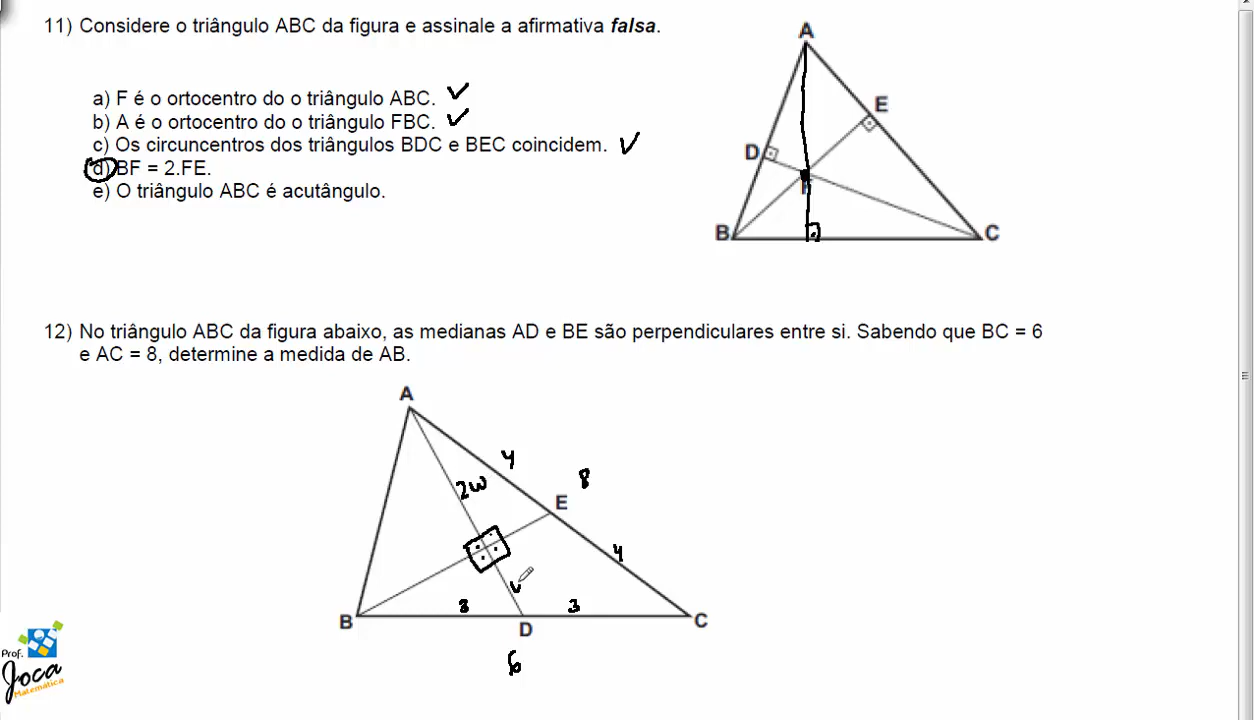 11) Considere o triângulo ABC da figura e assinale a afirmativa falsa.
a) F é o ortocentro do o triângulo ABC.
b) A é o ortocentro do o triângulo FBC.
c) Os circuncentros dos triângulos BDC e BEC coincidem.
d) BF = 2.FE.
e) O triângulo ABC é acutângulo.
A
E
D
F
B
C
12) No triângulo ABC da figura abaixo, as medianas AD e BE são perpendiculares entre si. Sabendo que BC = 6
e AC = 8, determine a medida de AB.
A
4
8
2w
E
4
3
3
B
D
C
6
Prof.
Joca
Matemática